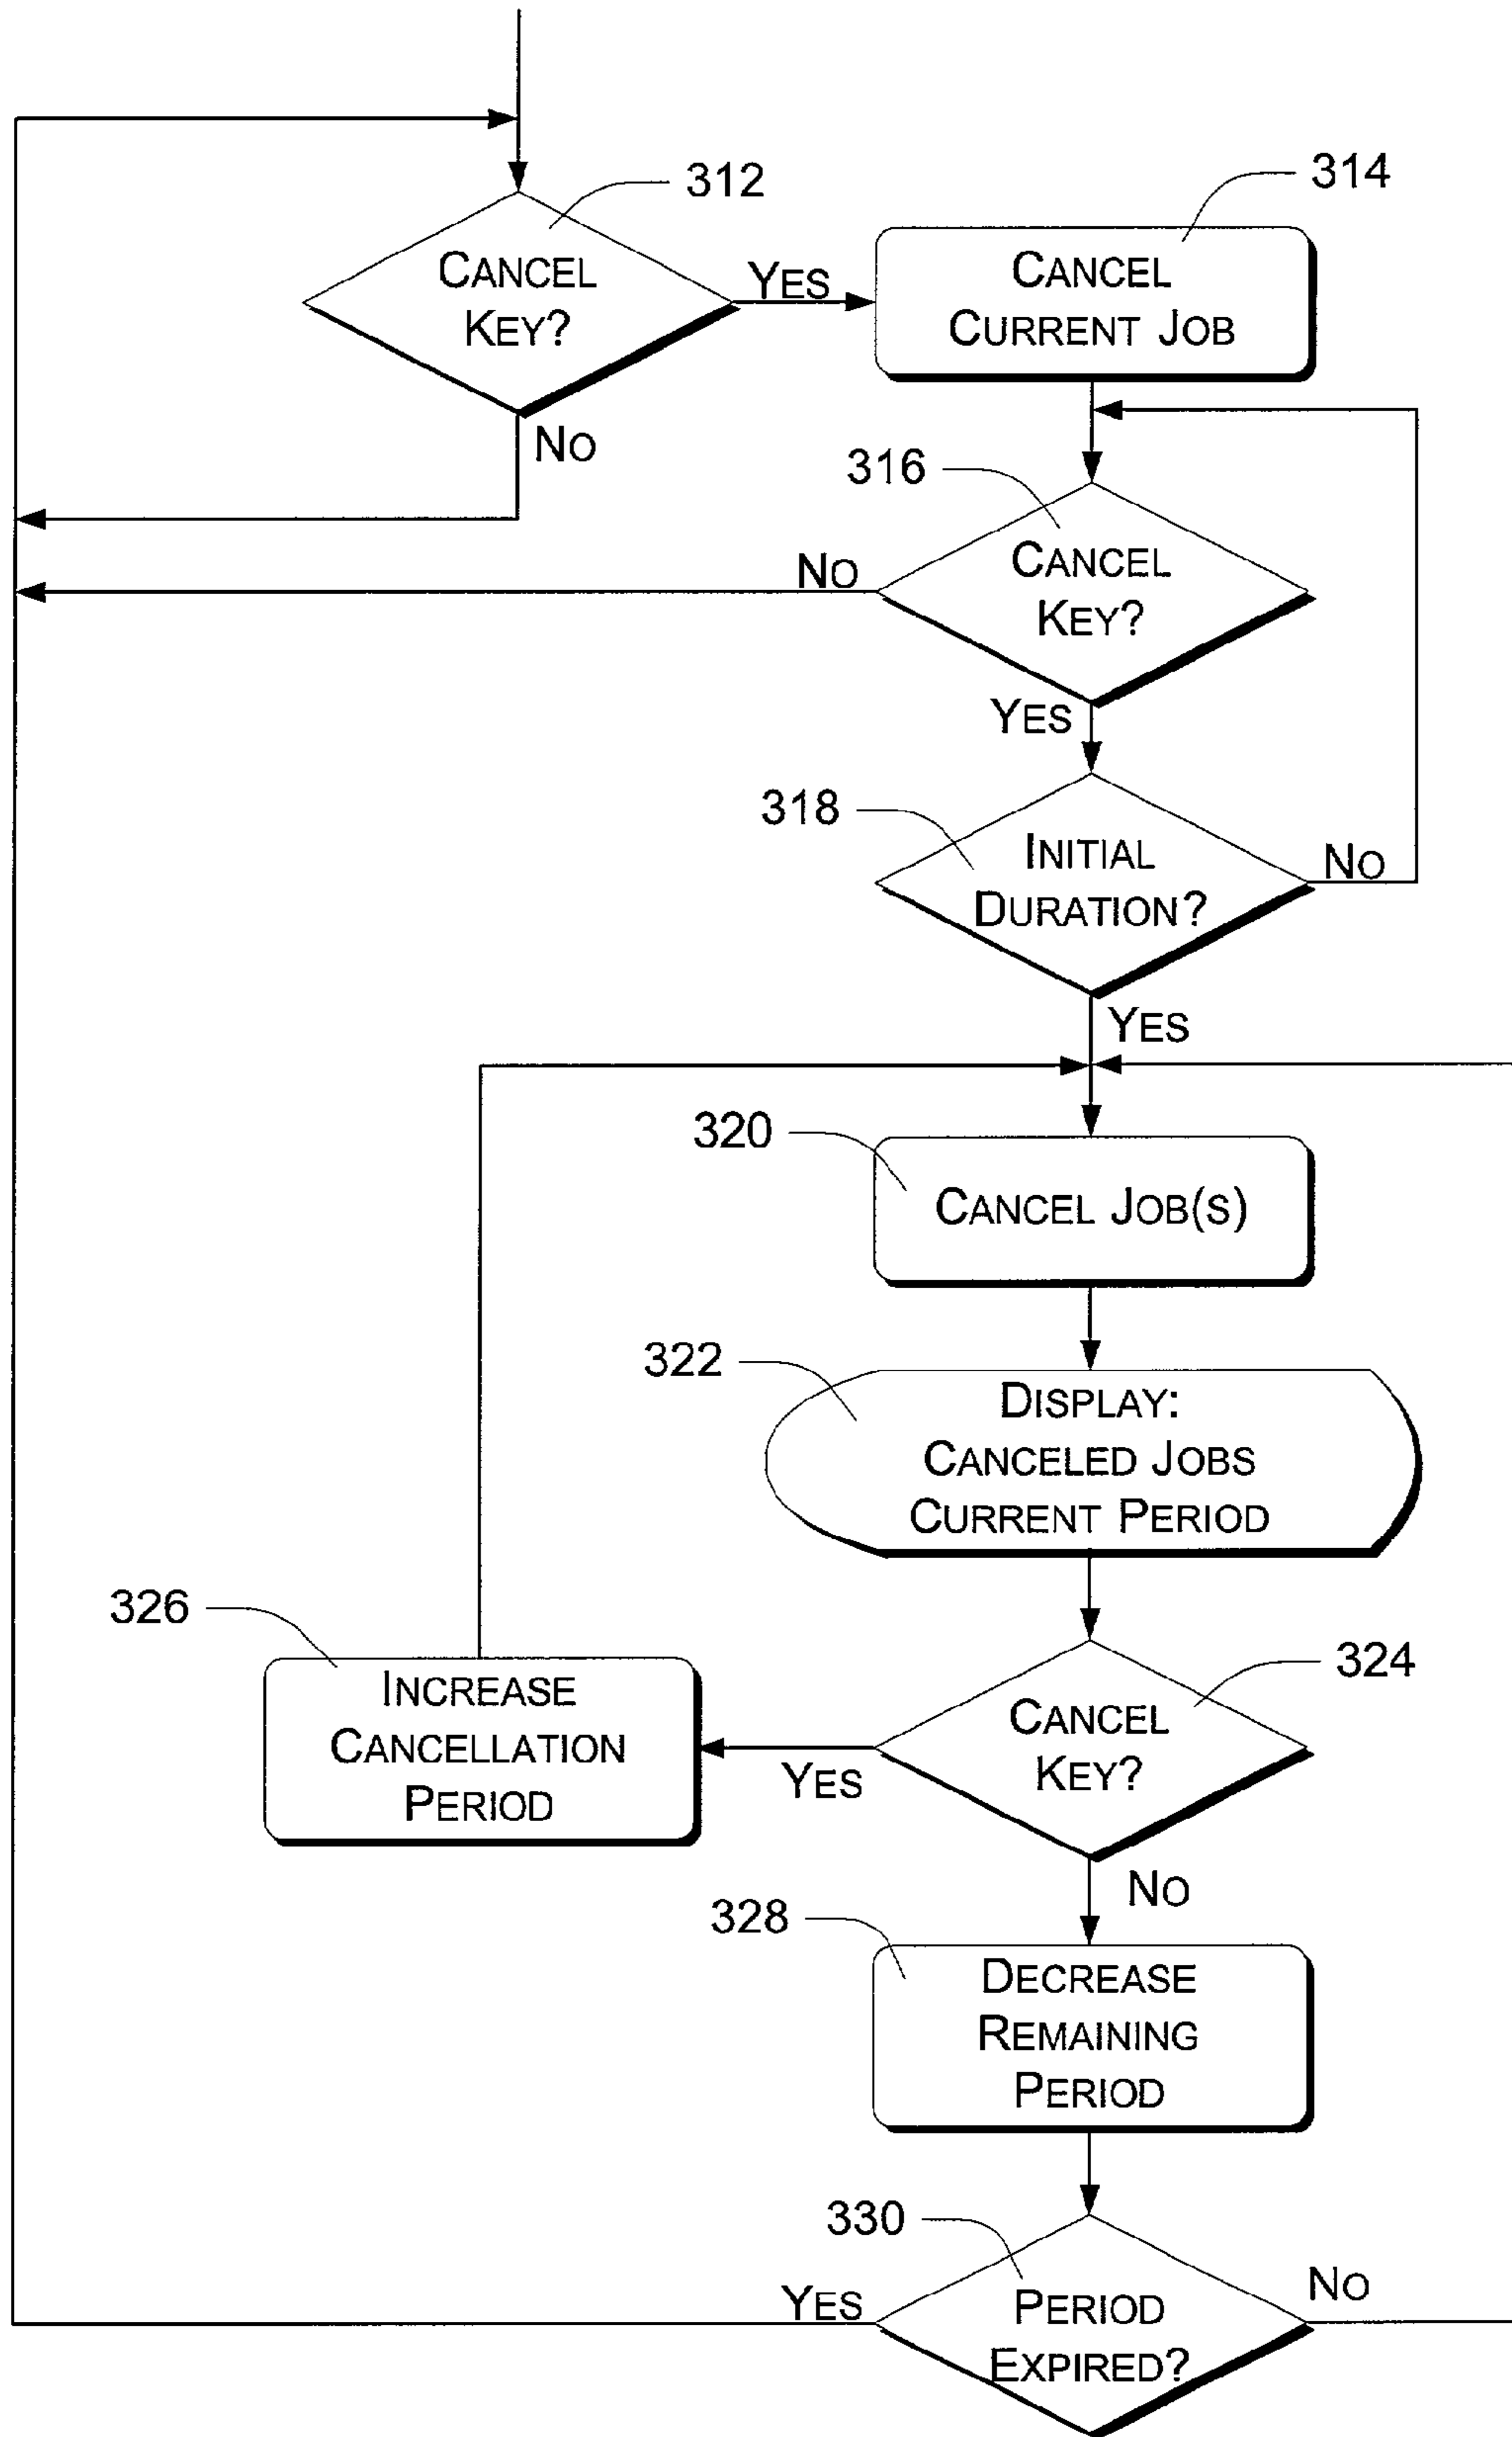 312
CANCEL
KEY?
YES
NO
314
CANCEL
CURRENT JOB
316
CANCEL
KEY?
NO
YES
318
INITIAL
DURATION?
NO
YES
320
CANCEL JOB(S)
322
DISPLAY:
CANCELED JOBS
CURRENT PERIOD
324
CANCEL
KEY?
YES
NO
326
INCREASE
CANCELLATION
PERIOD
328
DECREASE
REMAINING
PERIOD
330
PERIOD
EXPIRED?
YES
NO